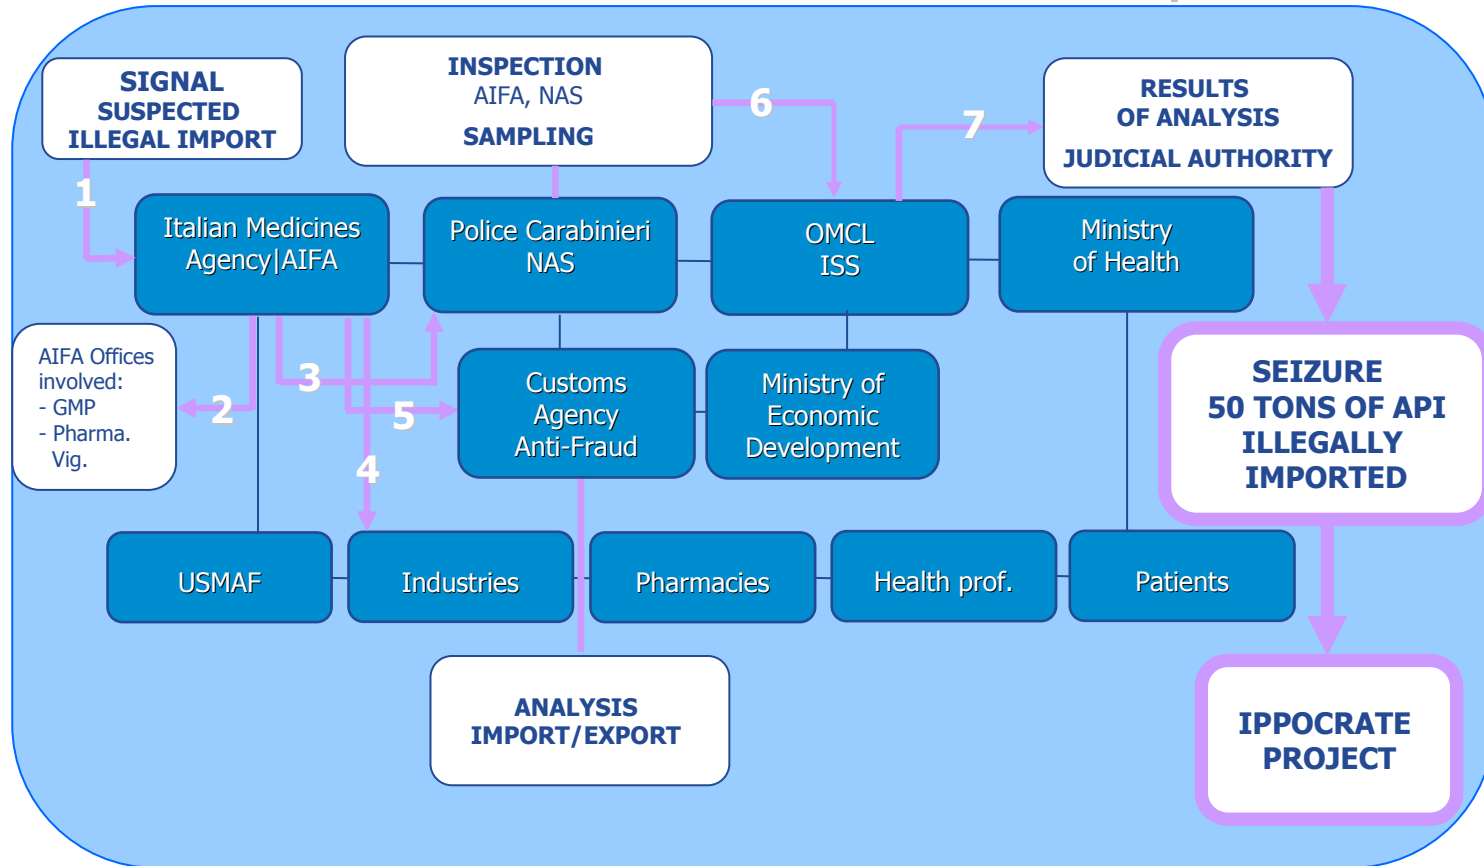 SIGNAL
SUSPECTED
ILLEGAL IMPORT
INSPECTION
AIFA, NAS
SAMPLING
RESULTS
OF ANALYSIS
JUDICIAL AUTHORITY
1
6
7
Italian Medicines
Agency|AIFA
Police Carabinieri
NAS
OMCL
ISS
Ministry
of Health
AIFA Offices
involved:
- GMP
- Pharma.
Vig.
2
3
5
4
Customs
Agency
Anti-Fraud
Ministry of
Economic
Development
SEIZURE
50 TONS OF API
ILLEGALLY
IMPORTED
USMAF
Industries
Pharmacies
Health prof.
Patients
ANALYSIS
IMPORT/EXPORT
IPPOCRATE
PROJECT